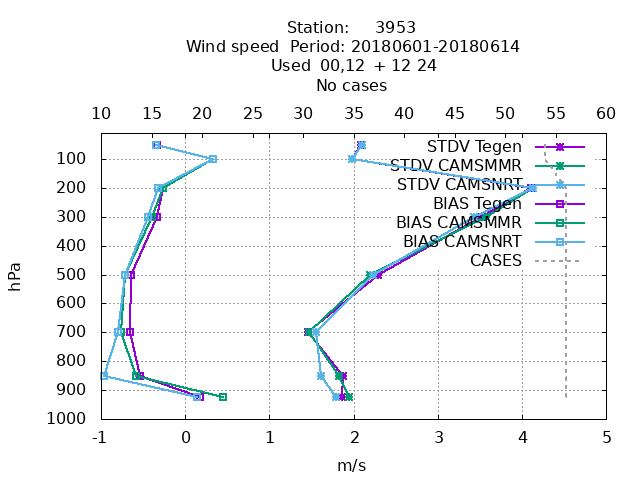 Station: 3953
Wind speed Period: 20180601-20180614
Used 00,12 + 12 24
No cases
10 15 20 25 30 35 40 45 50 55 60
STDV Tegen
STDV CAMSMMR
STDV CAMSNRT
BIAS Tegen
BIAS CAMSMMR
BIAS CAMSNRT
CASES
hPa
100
200
300
400
500
600
700
800
900
1000
-1 0 1 2 3 4 5
m/s